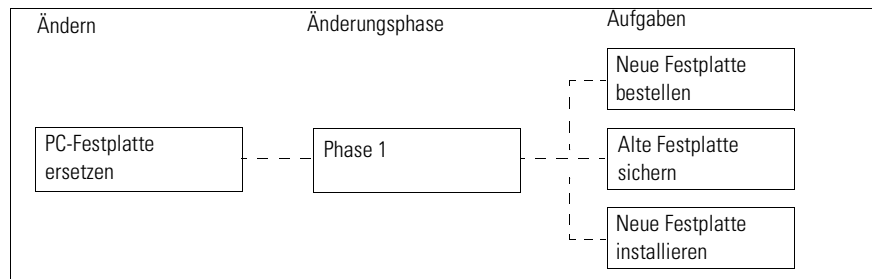 Ändern
Änderungsphase
Aufgaben
Neue Festplatte
bestellen
PC-Festplatte
ersetzen
Phase 1
Alte Festplatte
sichern
Neue Festplatte
installieren